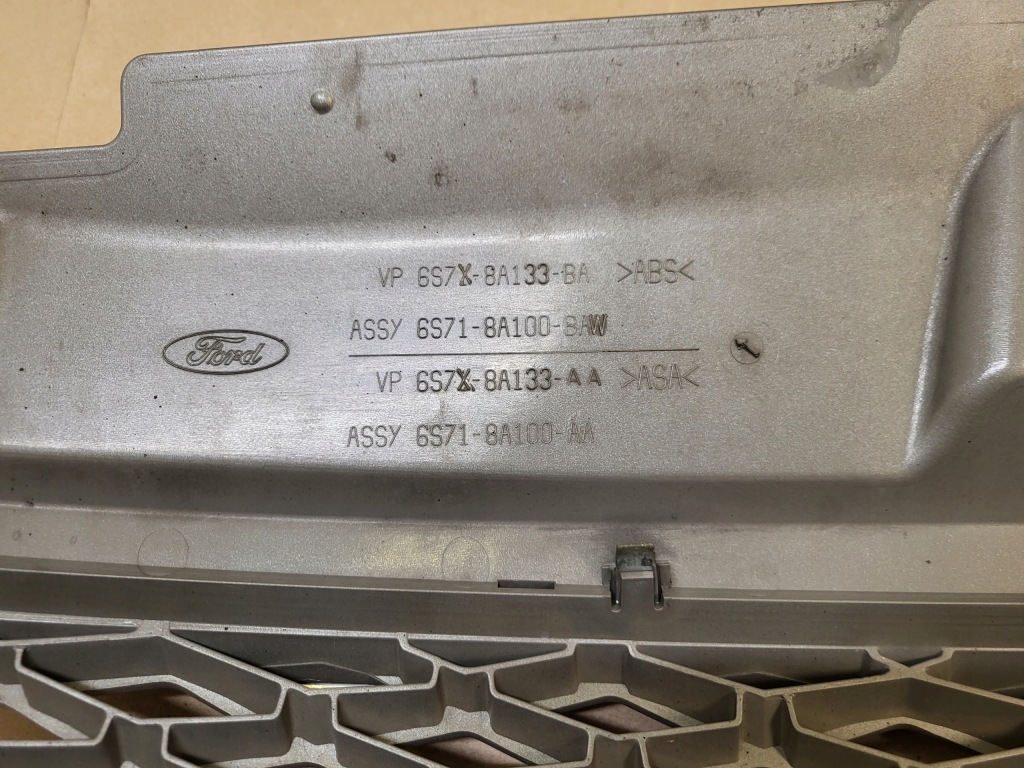 VP 6S7X-8A133-BA >ABS<
ASSY 6S71-8A100-BAW
Ford
VP 6S7X-8A133-AA >ASA<
ASSY 6S71-8A100-AA